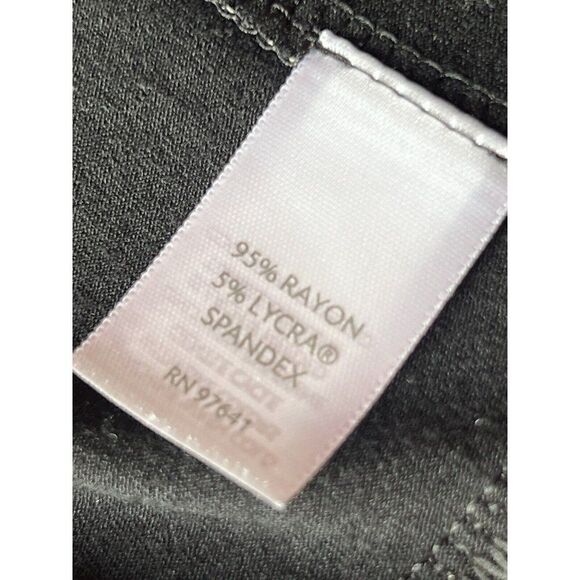 95% RAYON
5% LYCRA®
SPANDEX
RN 97641